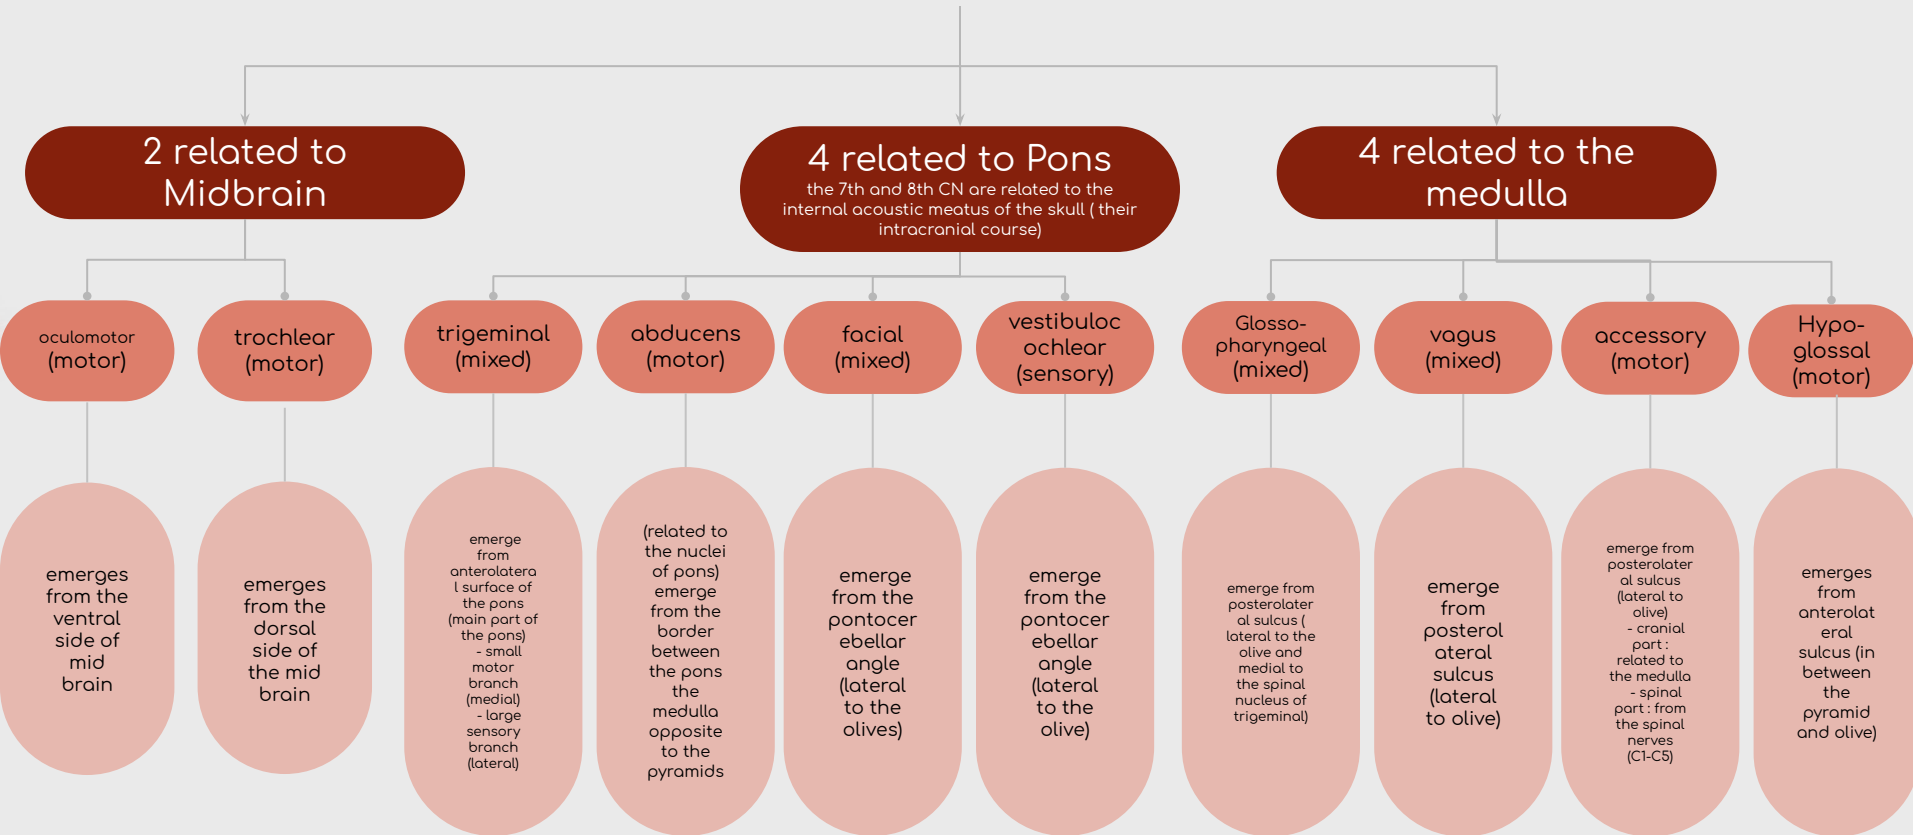 2 related to
Midbrain
4 related to Pons
the 7th and 8th CN are related to the
internal acoustic meatus of the skull ( their
intracranial course)
4 related to the
medulla
oculomotor
(motor)
trochlear
(motor)
trigeminal
(mixed)
abducens
(motor)
facial
(mixed)
vestibuloc
ochlear
(sensory)
Glosso-
pharyngeal
(mixed)
vagus
(mixed)
accessory
(motor)
Hypo-
glossal
(motor)
emerges
from the
ventral
side of
mid
brain
emerges
from the
dorsal
side of
the mid
brain
emerge
from
anterolatera
l surface of
the pons
(main part of
the pons)
- small
motor
branch
(medial)
- large
sensory
branch
(lateral)
(related to
the nuclei
of pons)
emerge
from the
border
between
the pons
the
medulla
opposite
to the
pyramids
emerge
from the
pontocer
ebellar
angle
(lateral
to the
olives)
emerge
from the
pontocer
ebellar
angle
(lateral
to the
olive)
emerge from
posterolater
al sulcus (
lateral to the
olive and
medial to
the spinal
nucleus of
trigeminal)
emerge
from
posterol
ateral
sulcus
(lateral
to olive)
emerge from
posterolater
al sulcus
(lateral to
olive)
- cranial
part :
related to
the medulla
- spinal
part : from
the spinal
nerves
(C1-C5)
emerges
from
anterolat
eral
sulcus (in
between
the
pyramid
and olive)